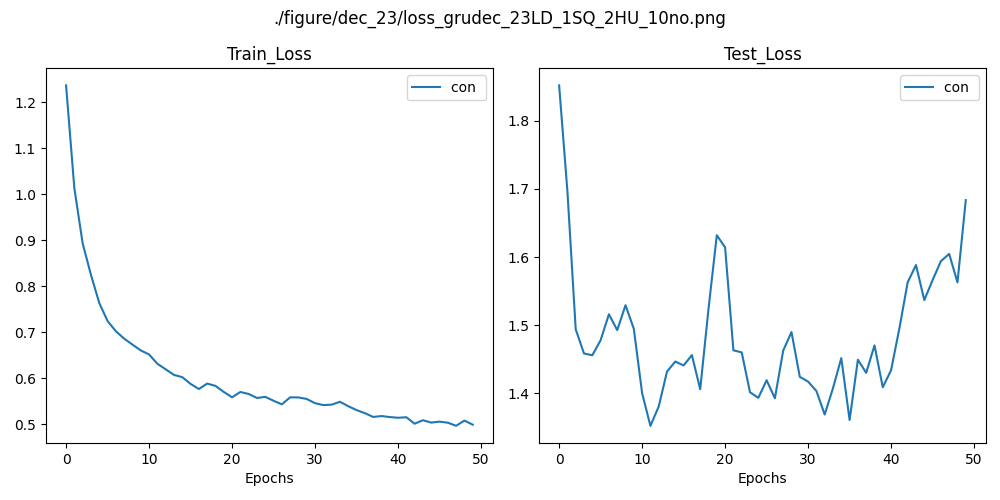 ./figure/dec_23/loss_grudec_23LD_1SQ_2HU_10no.png
Train_Loss
con
1.2
1.1
1.0
0.9
0.8
0.7
0.6
0.5
0 10 20 30 40 50
Epochs
Test_Loss
con
1.8
1.7
1.6
1.5
1.4
0 10 20 30 40 50
Epochs